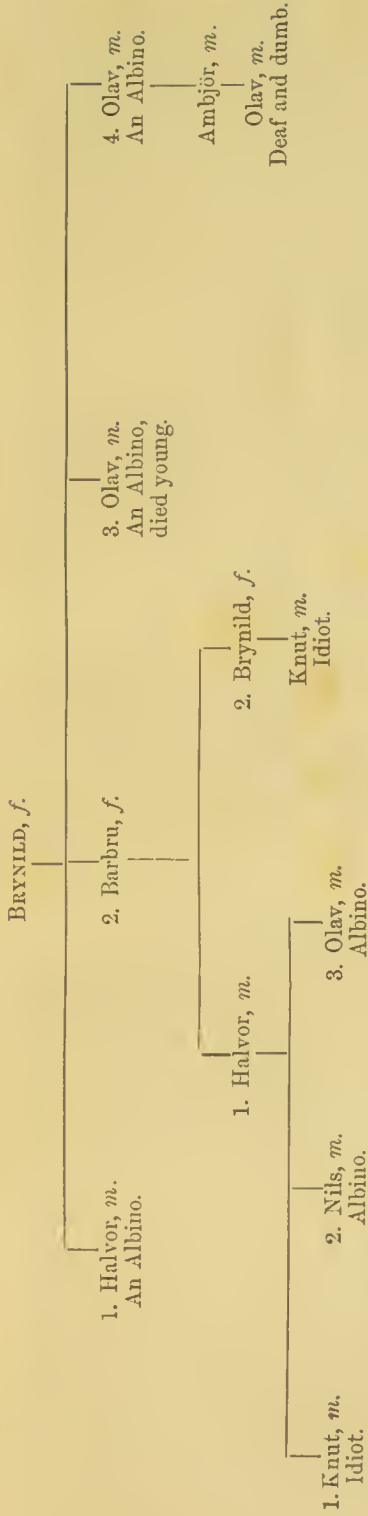 BRYNILD, f.
1. Halvor, m.
An Albino.
2. Barbru, f.
3. Olav, m.
An Albino,
died young.
4. Olav, m.
An Albino.
Ambjör, m.
Olav, m.
Deaf and dumb.
1. Halvor, m.
2. Brynild, f.
Knut, m.
Idiot.
1. Knut, m.
Idiot.
2. Nils, m.
Albino.
3. Olav, m.
Albino.